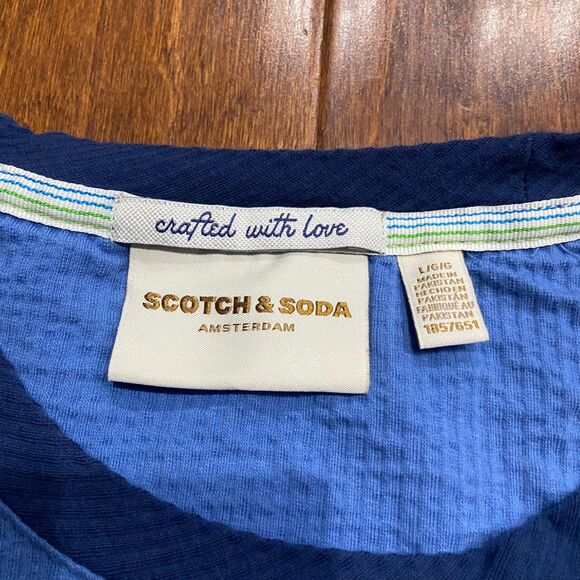 crafted with love
SCOTCH & SODA
AMSTERDAM
L/G/G
MADE IN
PAKISTAN
HECHO EN
PAKISTÁN
FABRIQUÉ AU
PAKISTAN
1857651